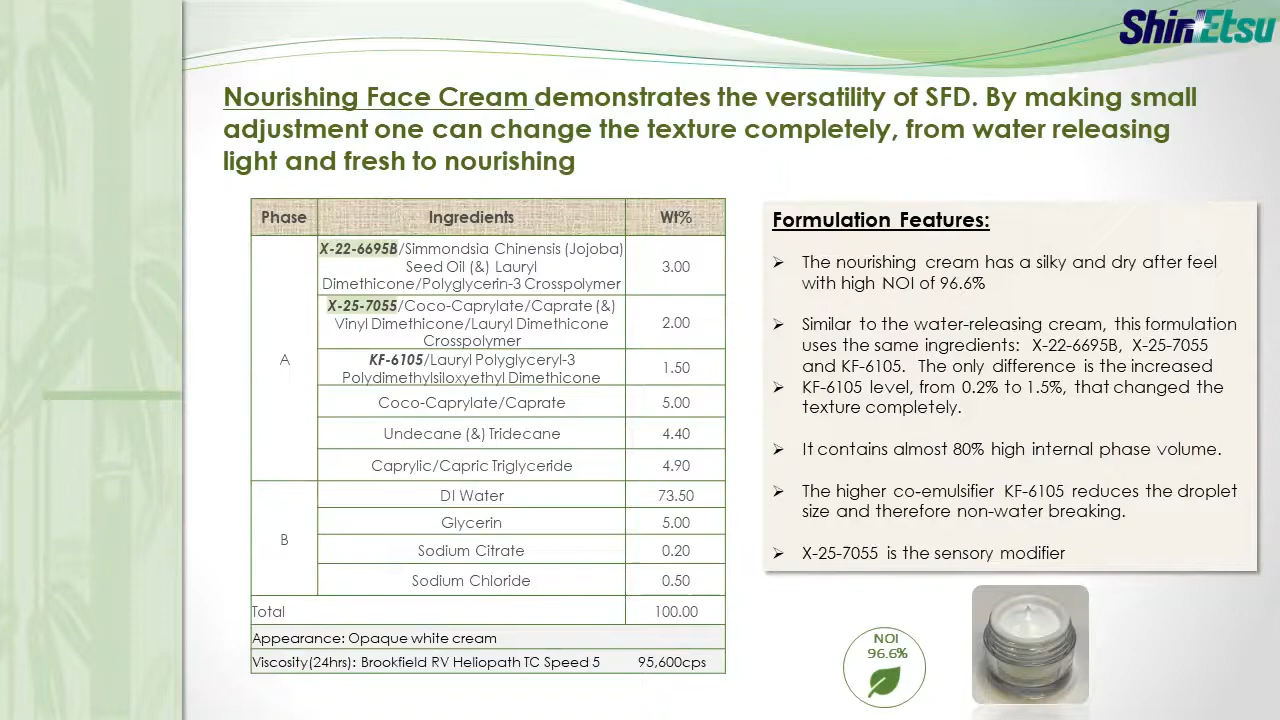 Shin-Etsu
Nourishing Face Cream demonstrates the versatility of SFD. By making small
adjustment one can change the texture completely, from water releasing
light and fresh to nourishing
Phase Ingredients Wt%
A
X-22-6695B/Simmondsia Chinensis (Jojoba)
Seed Oil (&) Lauryl
Dimethicone/Polyglycerin-3 Crosspolymer
3.00
X-25-7055/Coco-Caprylate/Caprate (&)
Vinyl Dimethicone/Lauryl Dimethicone
Crosspolymer
2.00
KF-6105/Lauryl Polyglyceryl-3
Polydimethylsiloxyethyl Dimethicone
1.50
Coco-Caprylate/Caprate 5.00
Undecane (&) Tridecane 4.40
Caprylic/Capric Triglyceride 4.90
B
DI Water 73.50
Glycerin 5.00
Sodium Citrate 0.20
Sodium Chloride 0.50
Total 100.00
Appearance: Opaque white cream
Viscosity(24hrs): Brookfield RV Heliopath TC Speed 5 95,600cps
Formulation Features:
➢ The nourishing cream has a silky and dry after feel
with high NOI of 96.6%
➢ Similar to the water-releasing cream, this formulation
uses the same ingredients: X-22-6695B, X-25-7055
and KF-6105. The only difference is the increased
➢ KF-6105 level, from 0.2% to 1.5%, that changed the
texture completely.
➢ It contains almost 80% high internal phase volume.
➢ The higher co-emulsifier KF-6105 reduces the droplet
size and therefore non-water breaking.
➢ X-25-7055 is the sensory modifier
NOI
96.6%